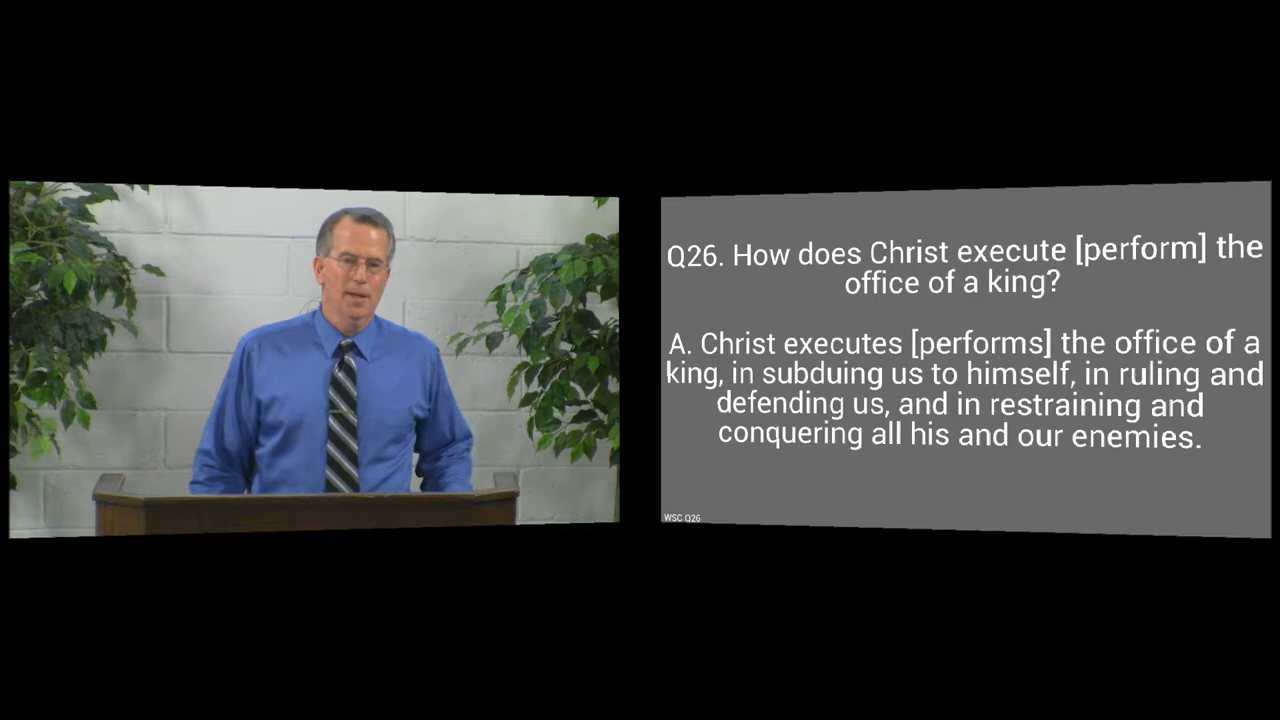 Q26. How does Christ execute [perform] the
office of a king?
A. Christ executes [performs] the office of a
king, in subduing us to himself, in ruling and
defending us, and in restraining and
conquering all his and our enemies.
WSC Q26